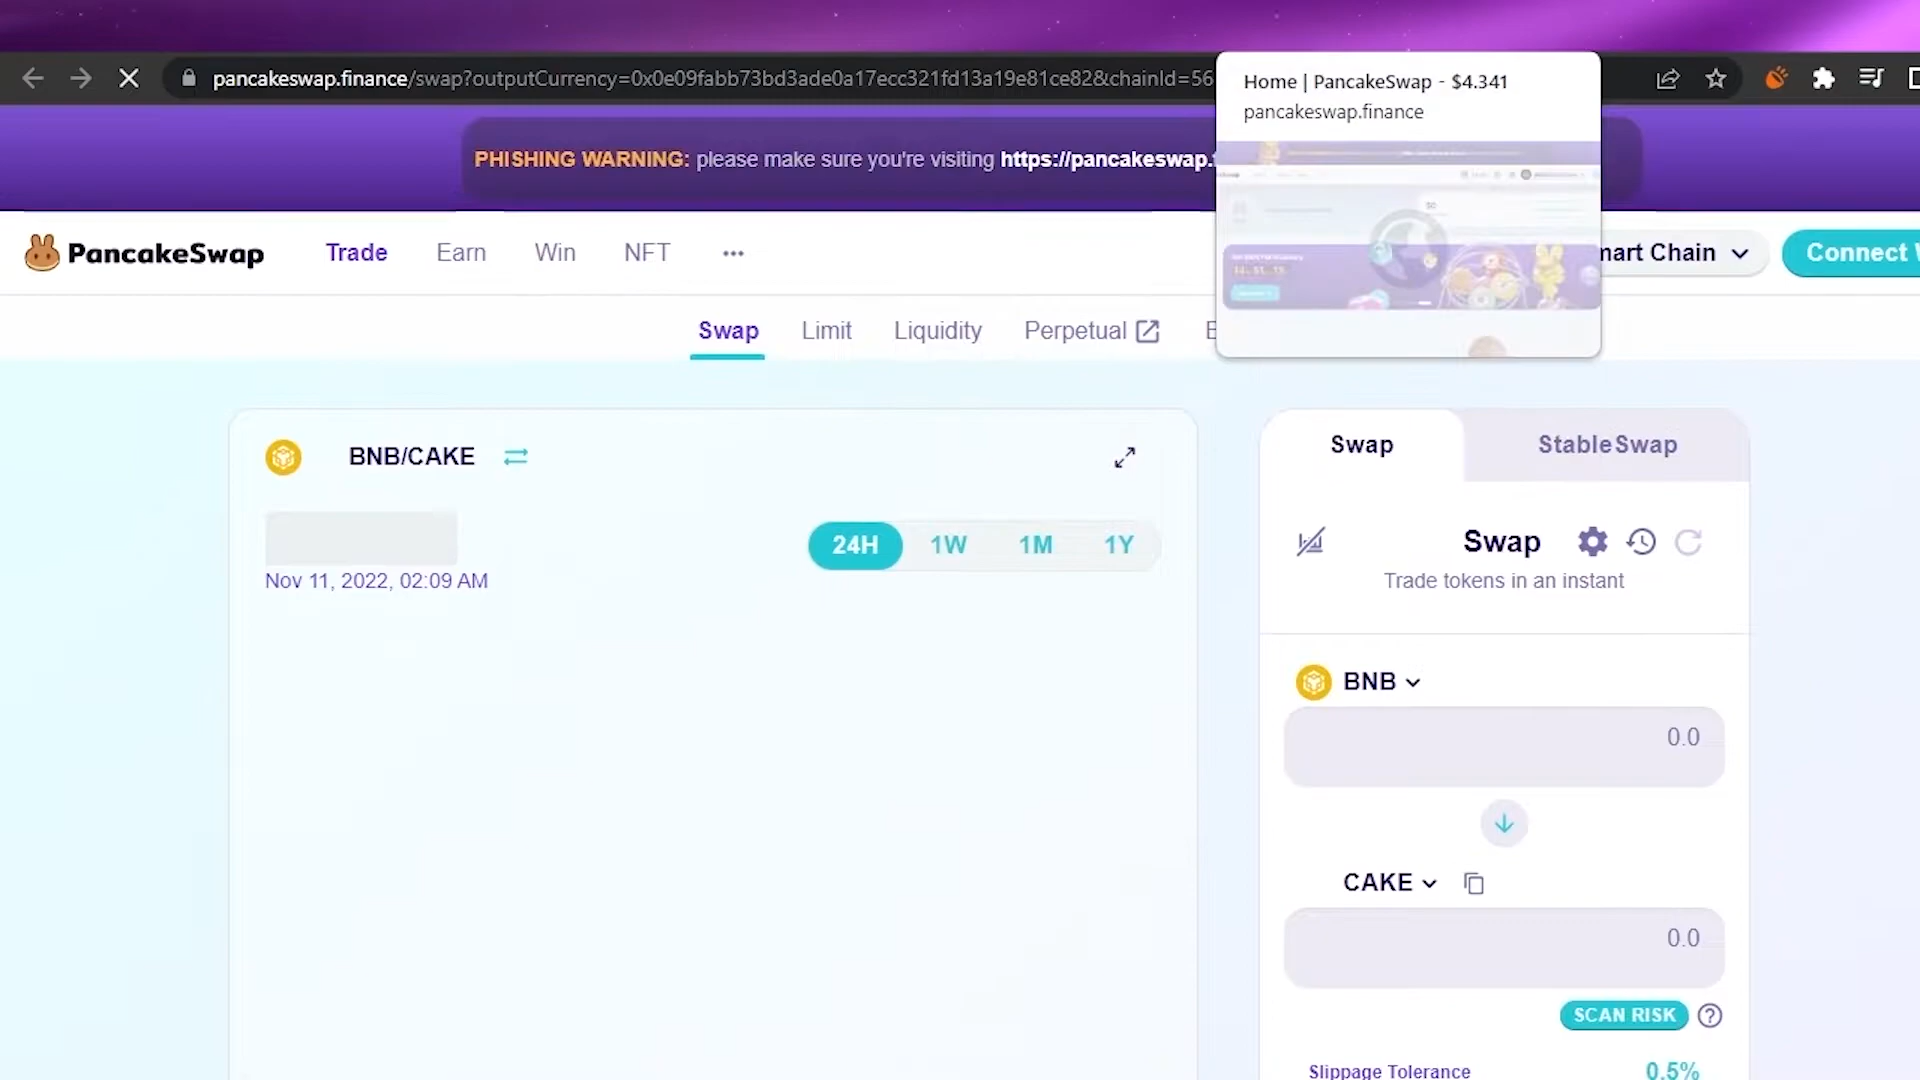 pancakeswap.finance/swap?outputCurrency=0x0e09fabb73bd3ade0a17ecc321fd13a19e81ce82&chainId=56
Home | PancakeSwap - $4.341
pancakeswap.finance
PHISHING WARNING: please make sure you're visiting https://pancakeswap.
PancakeSwap
Trade
Earn
Win
NFT
mart Chain
Connect
Swap
Limit
Liquidity
Perpetual
BNB/CAKE
Nov 11, 2022, 02:09 AM
24H
1W
1M
1Y
Swap
StableSwap
Swap
Trade tokens in an instant
BNB
0.0
CAKE
0.0
SCAN RISK
Slippage Tolerance
0.5%